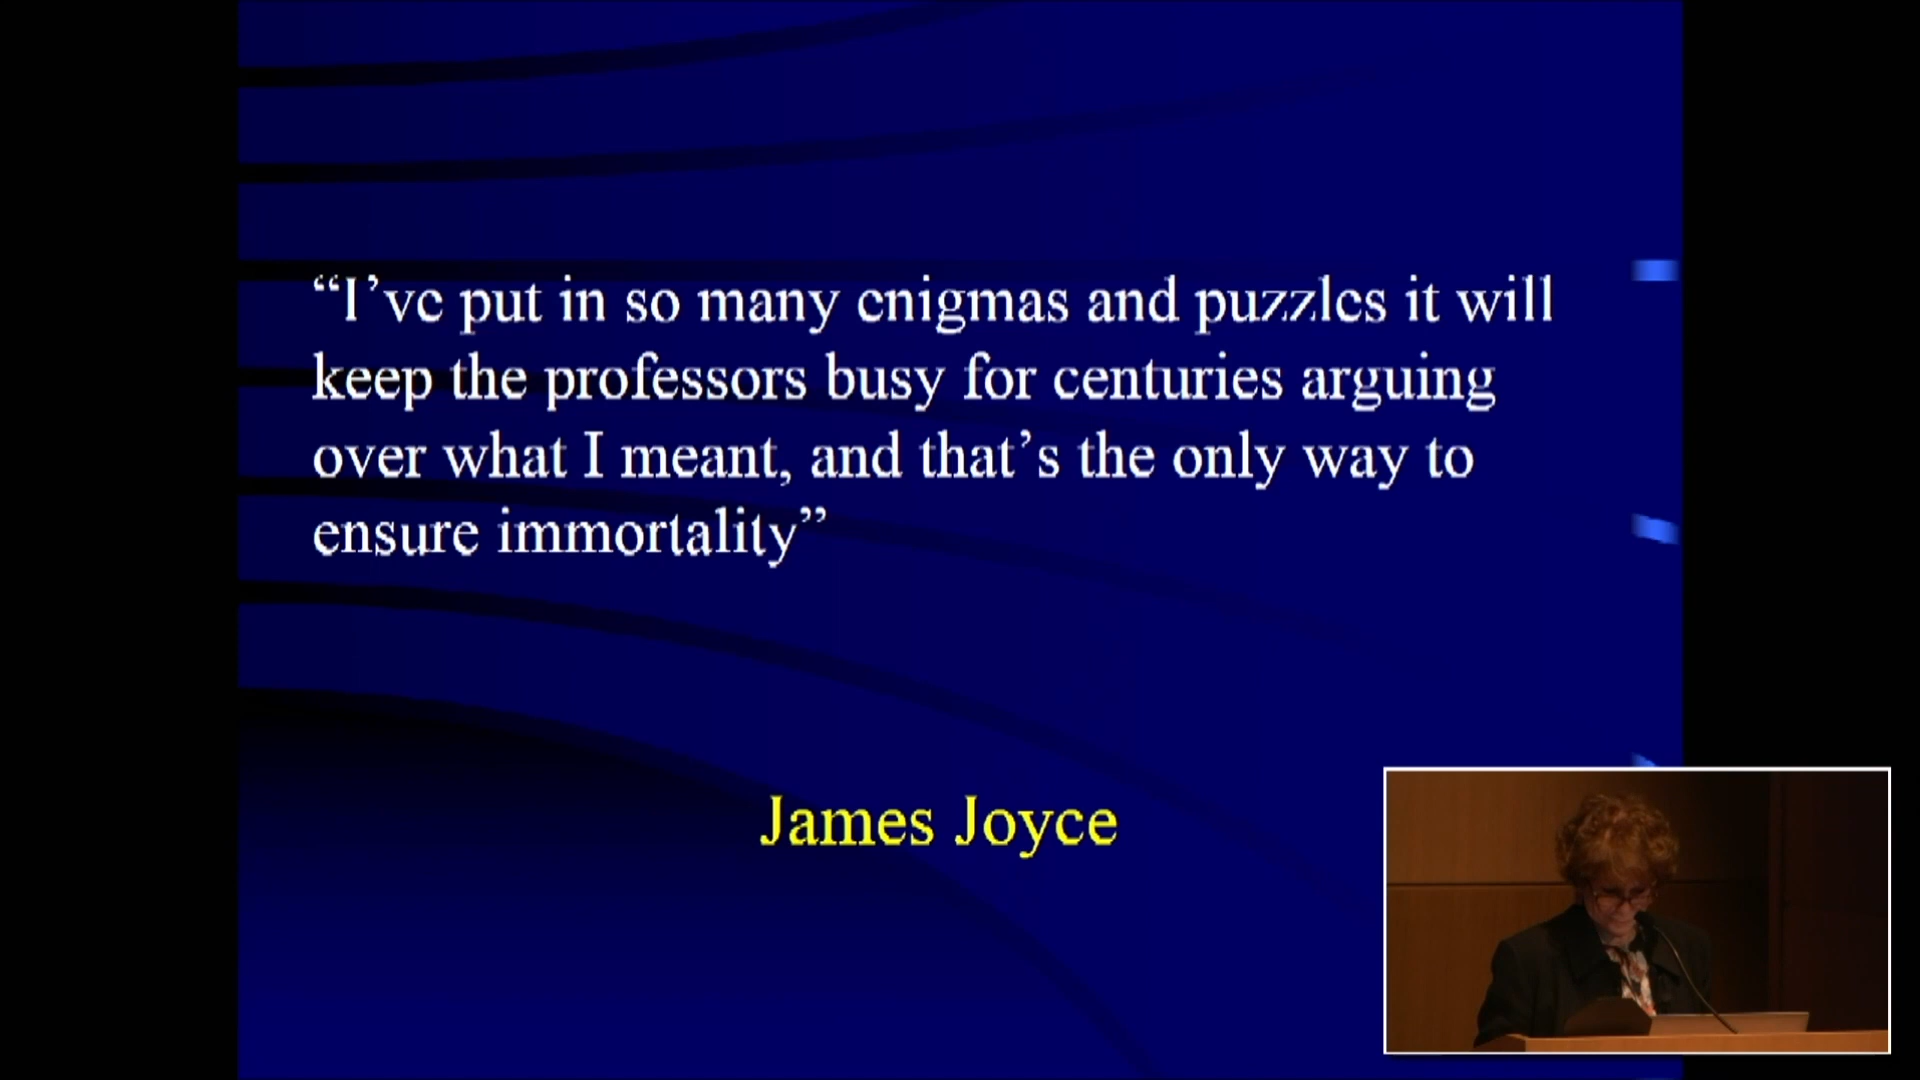 “I’ve put in so many enigmas and puzzles it will
keep the professors busy for centuries arguing
over what I meant, and that’s the only way to
ensure immortality”
James Joyce